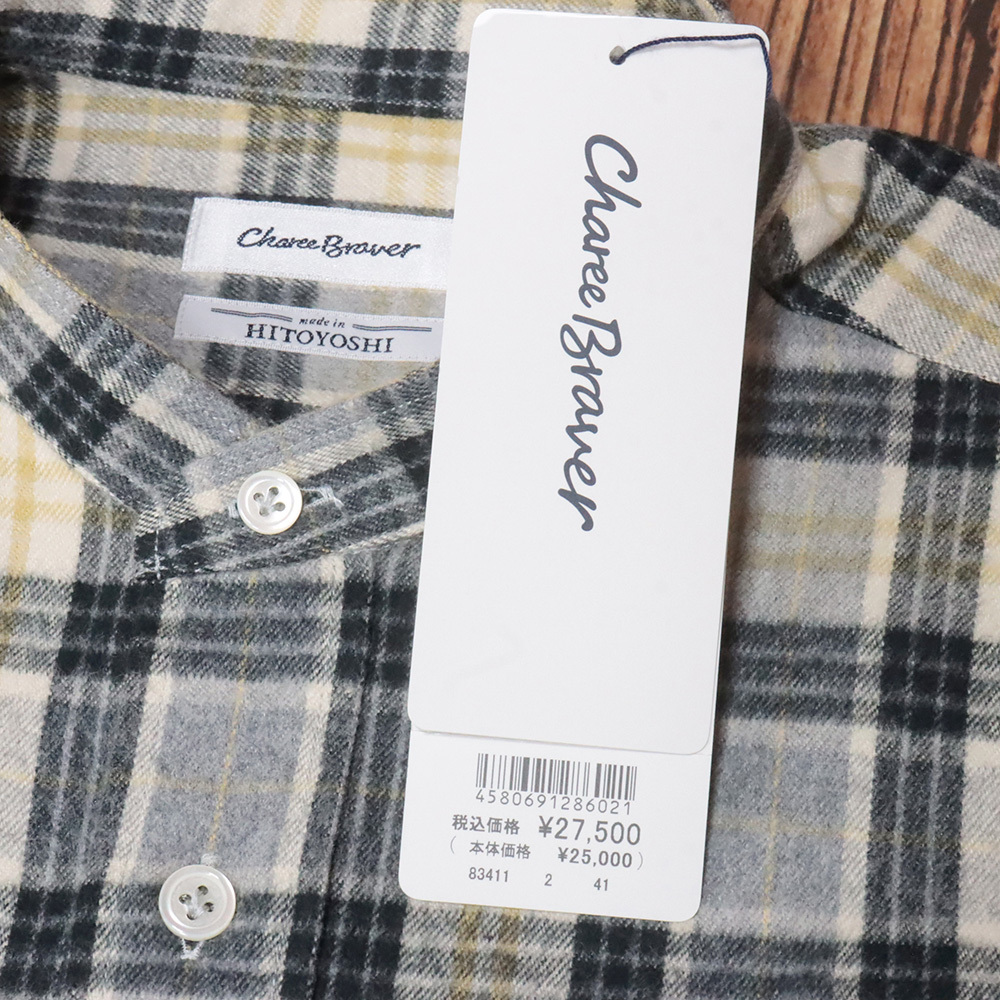 Charee Braver
made in
HITOYOSHI
Charee Braver
4580691286021
税込価格 ¥27,500
( 本体価格 ¥25,000 )
83411 2 41